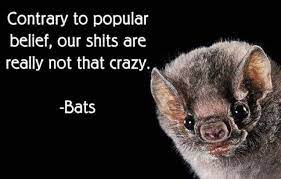 Contrary to popular
belief, our shits are
really not that crazy.
-Bats